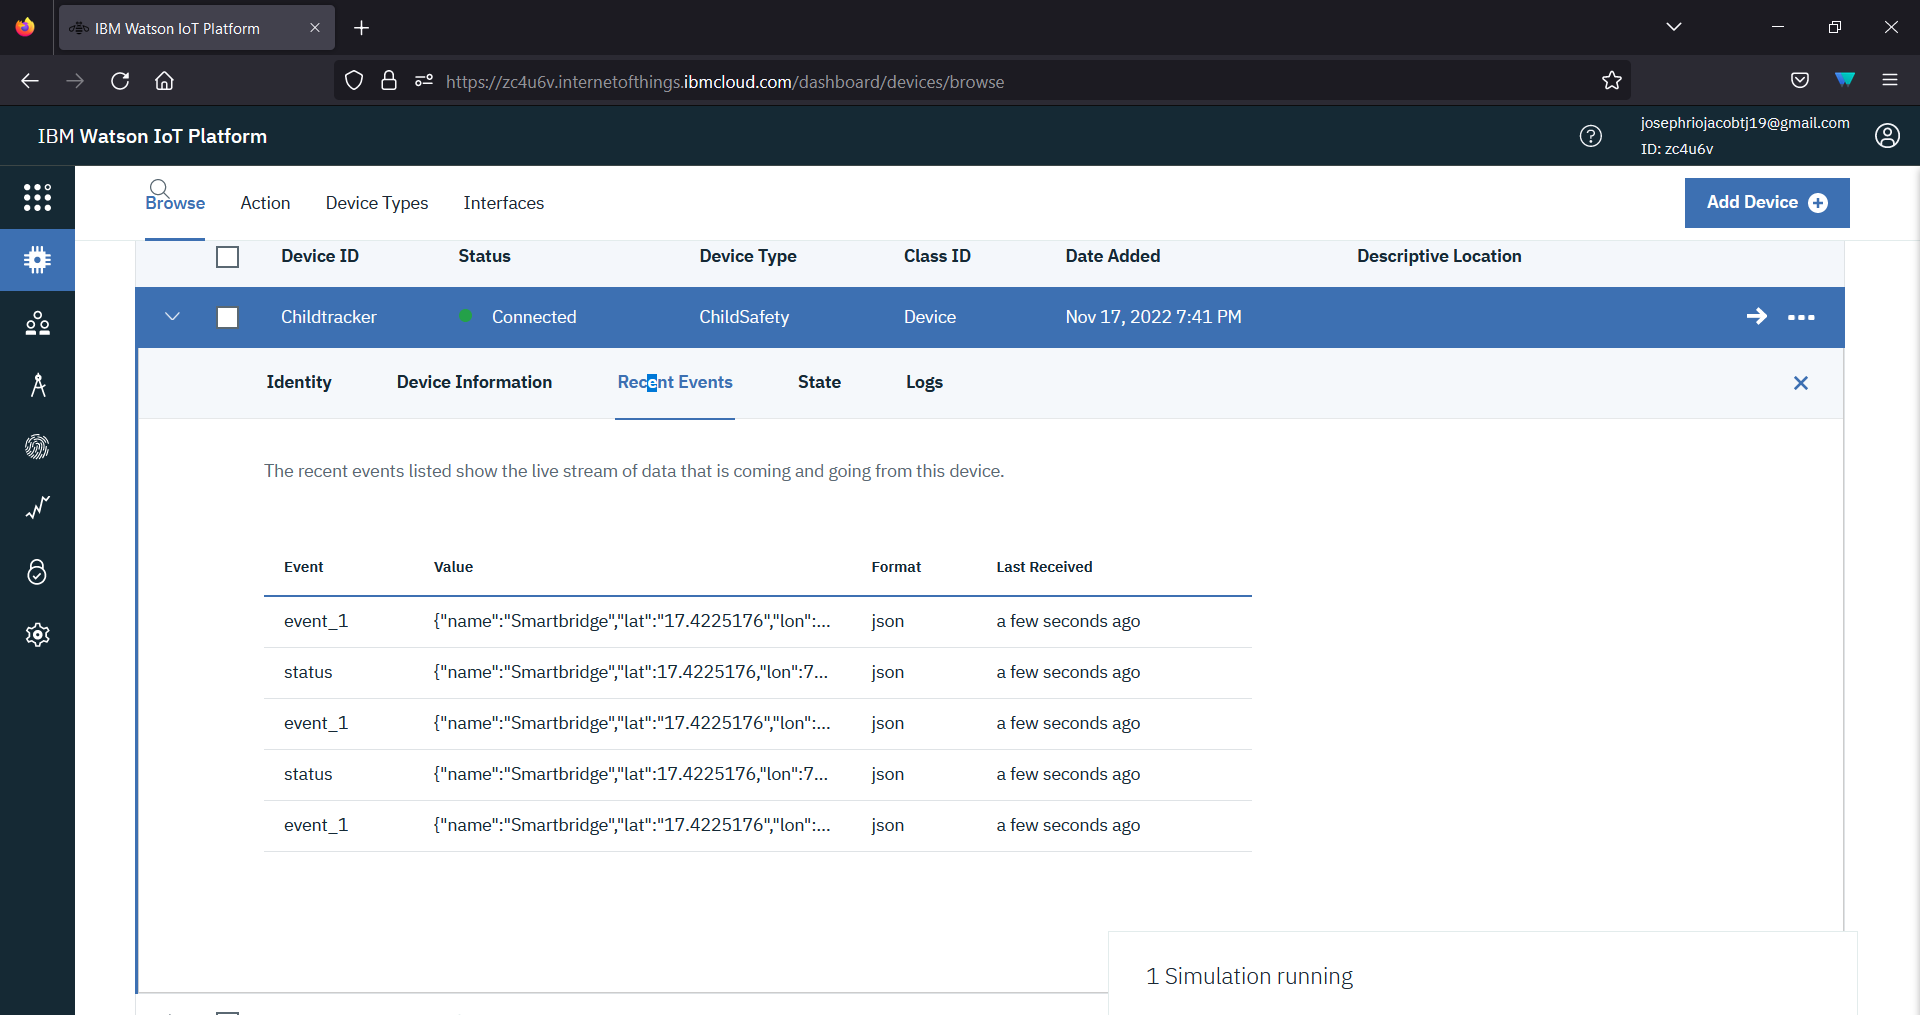 IBM Watson IoT Platform
https://zc4u6v.internetofthings.ibmcloud.com/dashboard/devices/browse
IBM Watson IoT Platform
josephriojacobtj19@gmail.com
ID: zc4u6v
Browse Action Device Types Interfaces
Add Device
Device ID Status Device Type Class ID Date Added Descriptive Location
Childtracker Connected ChildSafety Device Nov 17, 2022 7:41 PM
Identity Device Information Recent Events State Logs
The recent events listed show the live stream of data that is coming and going from this device.
Event Value Format Last Received
event_1 {"name":"Smartbridge","lat":"17.4225176","lon":... json a few seconds ago
status {"name":"Smartbridge","lat":17.4225176,"lon":7... json a few seconds ago
event_1 {"name":"Smartbridge","lat":"17.4225176","lon":... json a few seconds ago
status {"name":"Smartbridge","lat":17.4225176,"lon":7... json a few seconds ago
event_1 {"name":"Smartbridge","lat":"17.4225176","lon":... json a few seconds ago
1 Simulation running